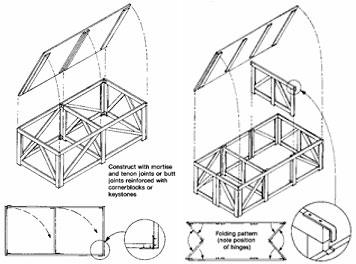 Construct with mortise
and tenon joints or butt
joints reinforced with
cornerblocks or
keystones
Folding pattern
(note position
of hinges)